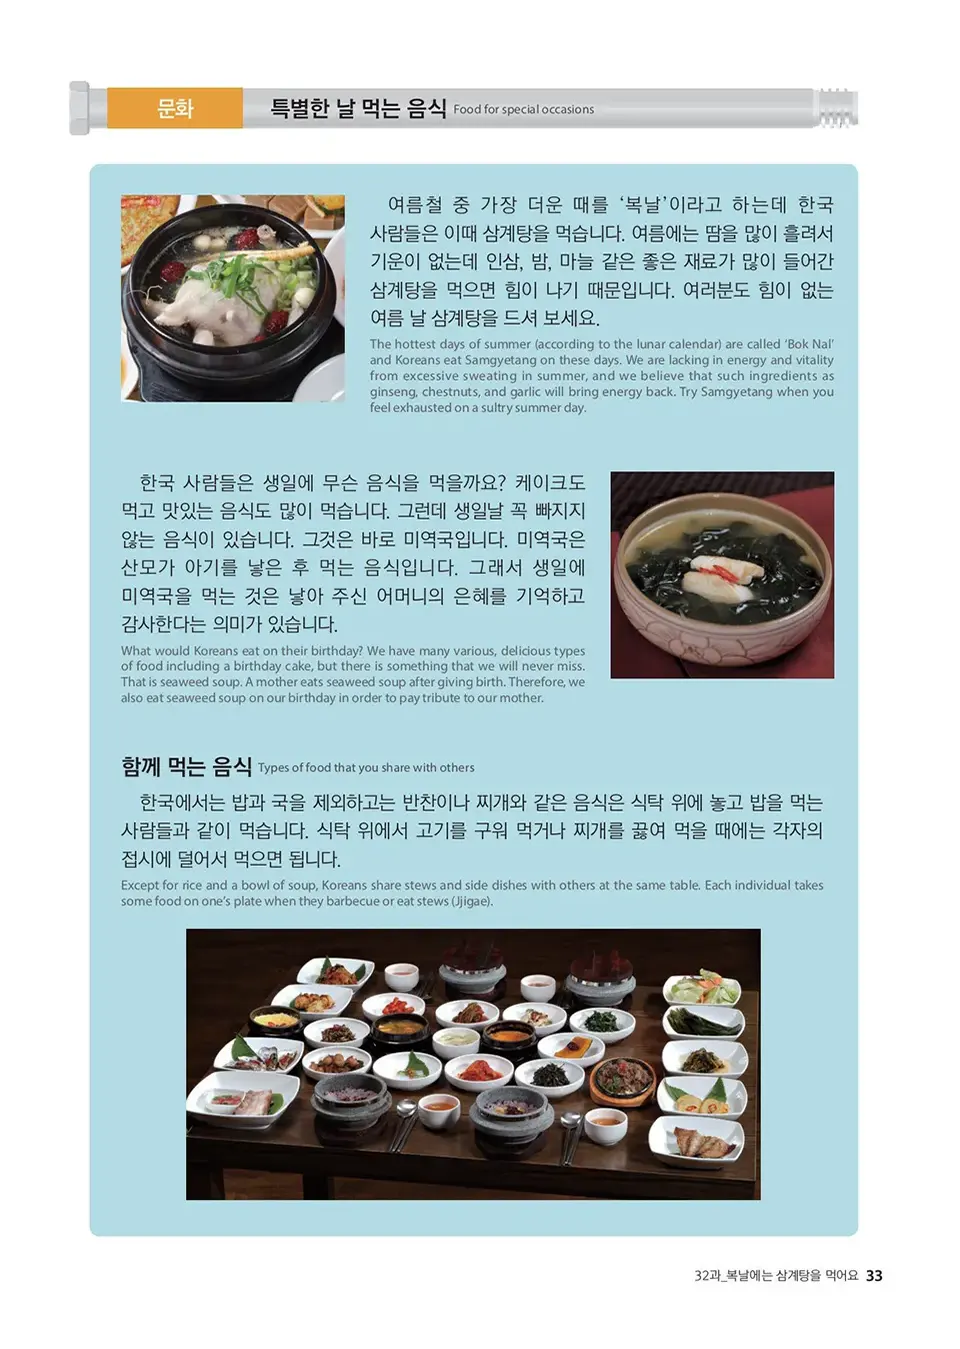 문화
특별한 날 먹는 음식 Food for special occasions
여름철 중 가장 더운 때를 ‘복날’이라고 하는데 한국
사람들은 이때 삼계탕을 먹습니다. 여름에는 땀을 많이 흘려서
기운이 없는데 인삼, 밤, 마늘 같은 좋은 재료가 많이 들어간
삼계탕을 먹으면 힘이 나기 때문입니다. 여러분도 힘이 없는
여름 날 삼계탕을 드셔 보세요.
The hottest days of summer (according to the lunar calendar) are called ‘Bok Nal’
and Koreans eat Samgyetang on these days. We are lacking in energy and vitality
from excessive sweating in summer, and we believe that such ingredients as
ginseng, chestnuts, and garlic will bring energy back. Try Samgyetang when you
feel exhausted on a sultry summer day.
한국 사람들은 생일에 무슨 음식을 먹을까요? 케이크도
먹고 맛있는 음식도 많이 먹습니다. 그런데 생일날 꼭 빠지지
않는 음식이 있습니다. 그것은 바로 미역국입니다. 미역국은
산모가 아기를 낳은 후 먹는 음식입니다. 그래서 생일에
미역국을 먹는 것은 낳아 주신 어머니의 은혜를 기억하고
감사한다는 의미가 있습니다.
What would Koreans eat on their birthday? We have many various, delicious types
of food including a birthday cake, but there is something that we will never miss.
That is seaweed soup. A mother eats seaweed soup after giving birth. Therefore, we
also eat seaweed soup on our birthday in order to pay tribute to our mother.
함께 먹는 음식 Types of food that you share with others
한국에서는 밥과 국을 제외하고는 반찬이나 찌개와 같은 음식은 식탁 위에 놓고 밥을 먹는
사람들과 같이 먹습니다. 식탁 위에서 고기를 구워 먹거나 찌개를 끓여 먹을 때에는 각자의
접시에 덜어서 먹으면 됩니다.
Except for rice and a bowl of soup, Koreans share stews and side dishes with others at the same table. Each individual takes
some food on one’s plate when they barbecue or eat stews (Jjigae).
32과_복날에는 삼계탕을 먹어요 33